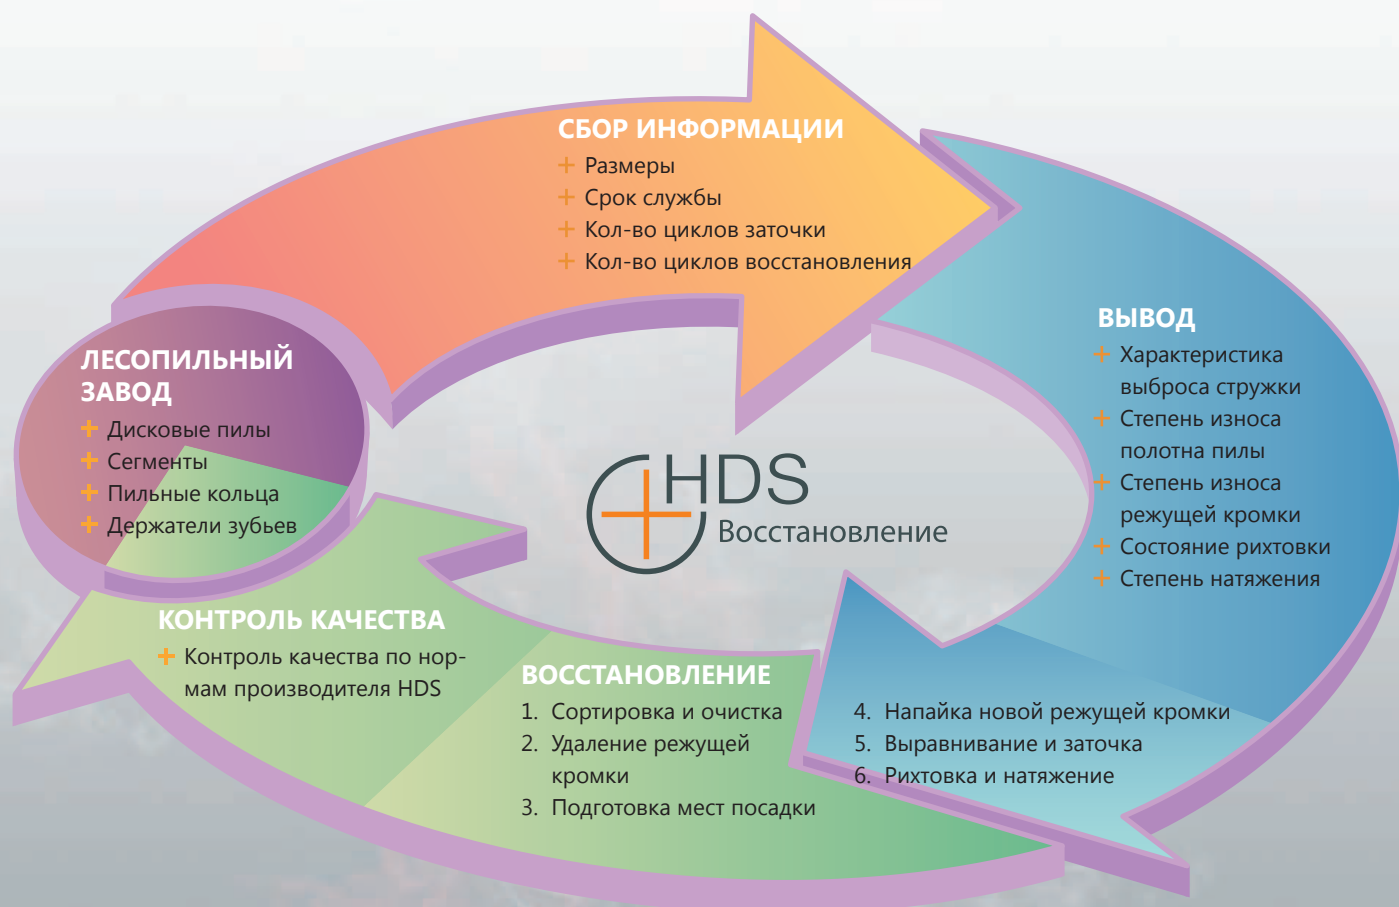 СБОР ИНФОРМАЦИИ
+ Размеры
+ Срок службы
+ Кол-во циклов заточки
+ Кол-во циклов восстановления
ВЫВОД
+ Характеристика
выброса стружки
+ Степень износа
полотна пилы
+ Степень износа
режущей кромки
+ Состояние рихтовки
+ Степень натяжения
ЛЕСОПИЛЬНЫЙ
ЗАВОД
+ Дисковые пилы
+ Сегменты
+ Пильные кольца
+ Держатели зубьев
HDS
Восстановление
КОНТРОЛЬ КАЧЕСТВА
+ Контроль качества по нор-
мам производителя HDS
ВОССТАНОВЛЕНИЕ
1. Сортировка и очистка
2. Удаление режущей
кромки
3. Подготовка мест посадки
4. Напайка новой режущей кромки
5. Выравнивание и заточка
6. Рихтовка и натяжение